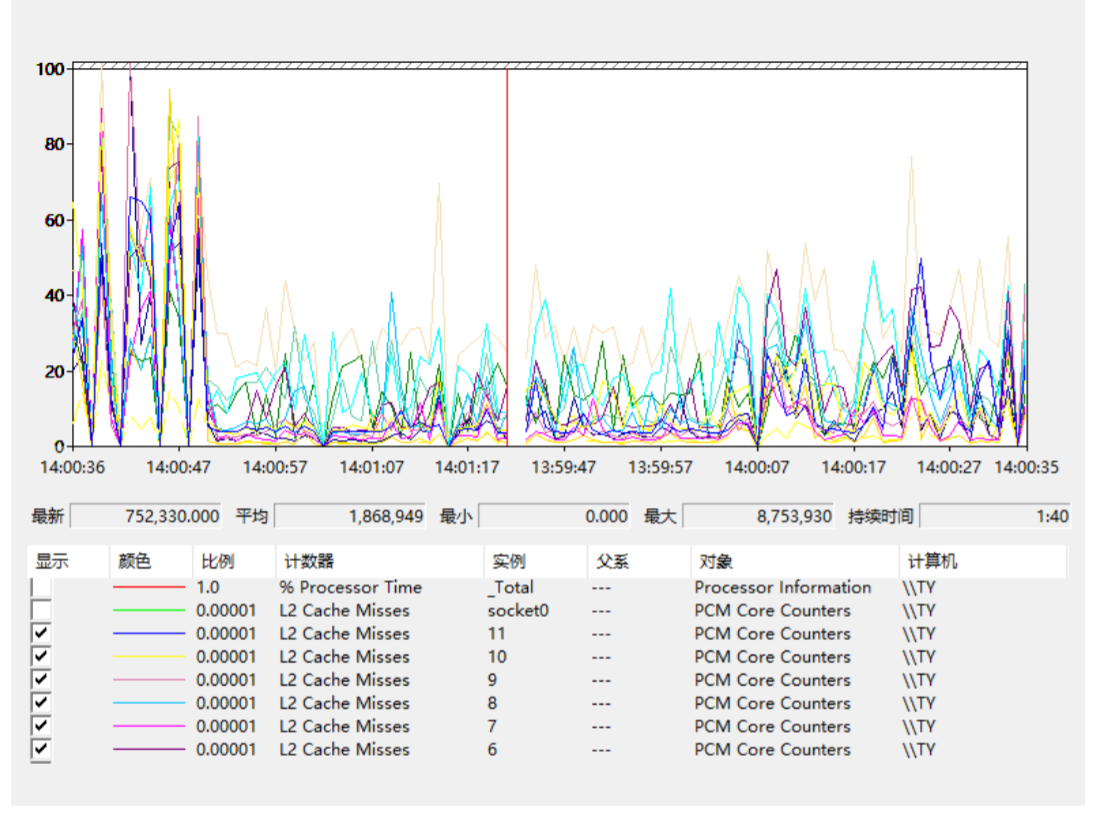 100
80
60
40
20
0
14:00:36 14:00:47 14:00:57 14:01:07 14:01:17 13:59:47 13:59:57 14:00:07 14:00:17 14:00:27 14:00:35
最新 752,330.000 平均 1,868,949 最小 0.000 最大 8,753,930 持续时间 1:40
显示 颜色 比例 计数器 实例 父系 对象 计算机
1.0 % Processor Time _Total --- Processor Information \\TY
0.00001 L2 Cache Misses socket0 --- PCM Core Counters \\TY
0.00001 L2 Cache Misses 11 --- PCM Core Counters \\TY
0.00001 L2 Cache Misses 10 --- PCM Core Counters \\TY
0.00001 L2 Cache Misses 9 --- PCM Core Counters \\TY
0.00001 L2 Cache Misses 8 --- PCM Core Counters \\TY
0.00001 L2 Cache Misses 7 --- PCM Core Counters \\TY
0.00001 L2 Cache Misses 6 --- PCM Core Counters \\TY